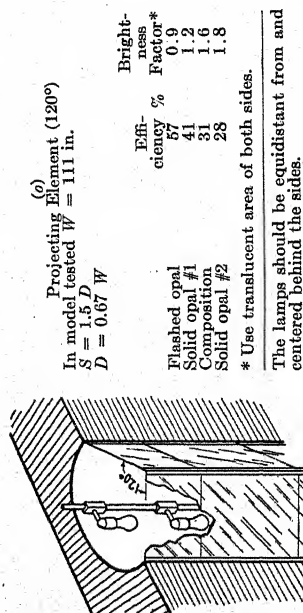 (o)
Projecting Element (120°)
In model tested W = 111 in.
S = 1.5 D
D = 0.67 W
Effi- Bright-
ciency % ness
Factor*
Flashed opal 57 0.9
Solid opal #1 41 1.2
Composition 31 1.6
Solid opal #2 28 1.8
* Use translucent area of both sides.
The lamps should be equidistant from and
centered behind the sides.
120°